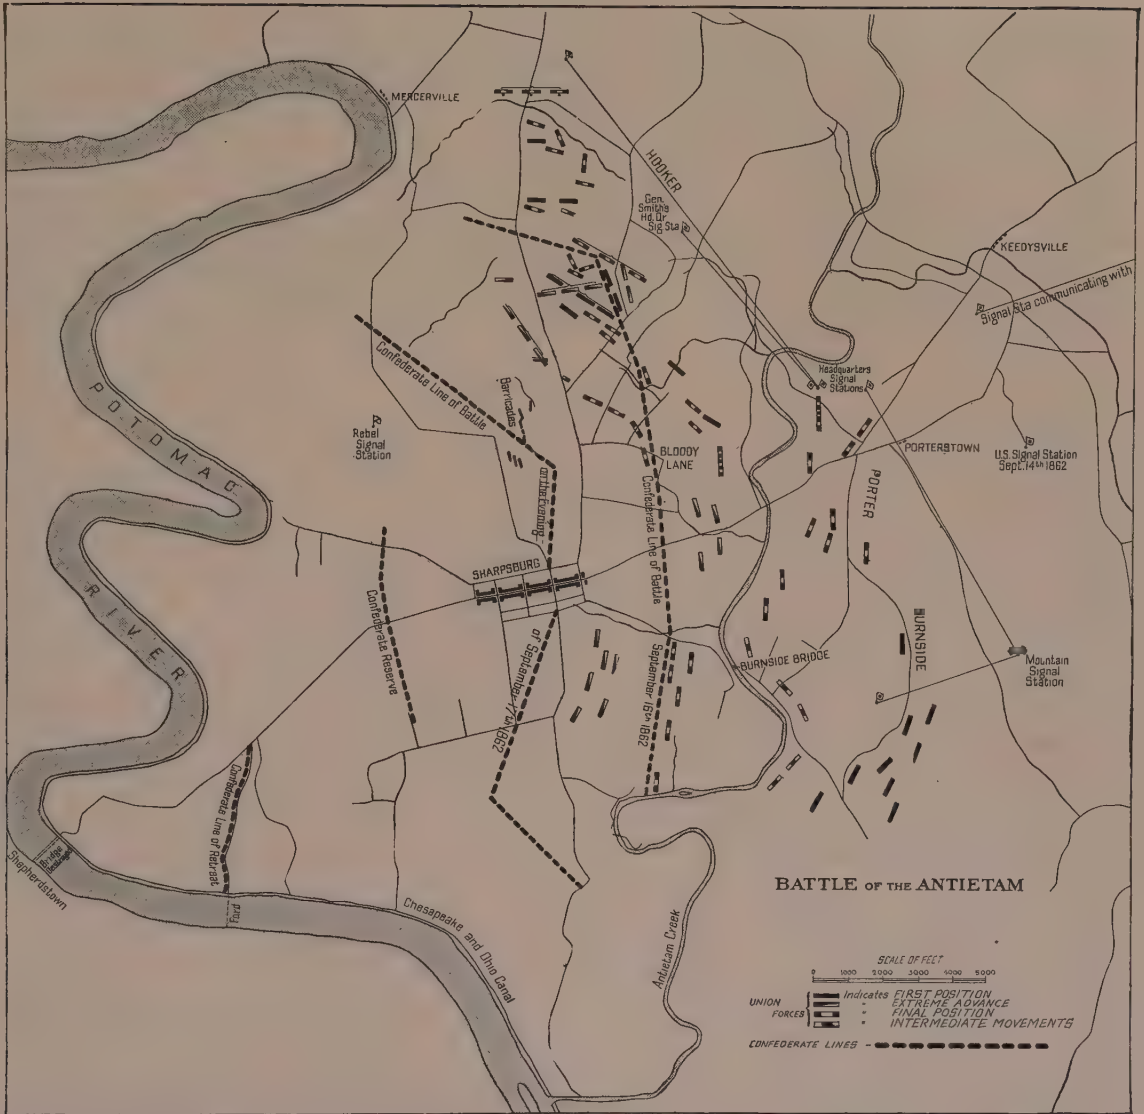 MERCERVILLE
HOOKER
Gen.
Smith's
Hd. Qr
Sig Sta
KEEDYSVILLE
Signal Sta communicating with
Headquarters
Signal
Stations
Confederate Line of Battle
Barricades
Rebel
Signal
Station
POTOMAC
RIVER
BLOODY
LANE
PORTERSTOWN
U.S. Signal Station
Sept. 14th 1862
PORTER
on the Evening
Confederate Line of Battle
SHARPSBURG
Confederate Reserve
of September 17th 1862
September 16th 1862
BURNSIDE BRIDGE
BURNSIDE
Mountain
Signal
Station
Confederate Line of Retreat
Bridge
Shapherdstown
Ford
Chesapeake and Ohio Canal
Antietam Creek
BATTLE OF THE ANTIETAM
SCALE OF FEET
0 1000 2000 3000 4000 5000
UNION
FORCES
Indicates FIRST POSITION
" EXTREME ADVANCE
" FINAL POSITION
" INTERMEDIATE MOVEMENTS
CONFEDERATE LINES -